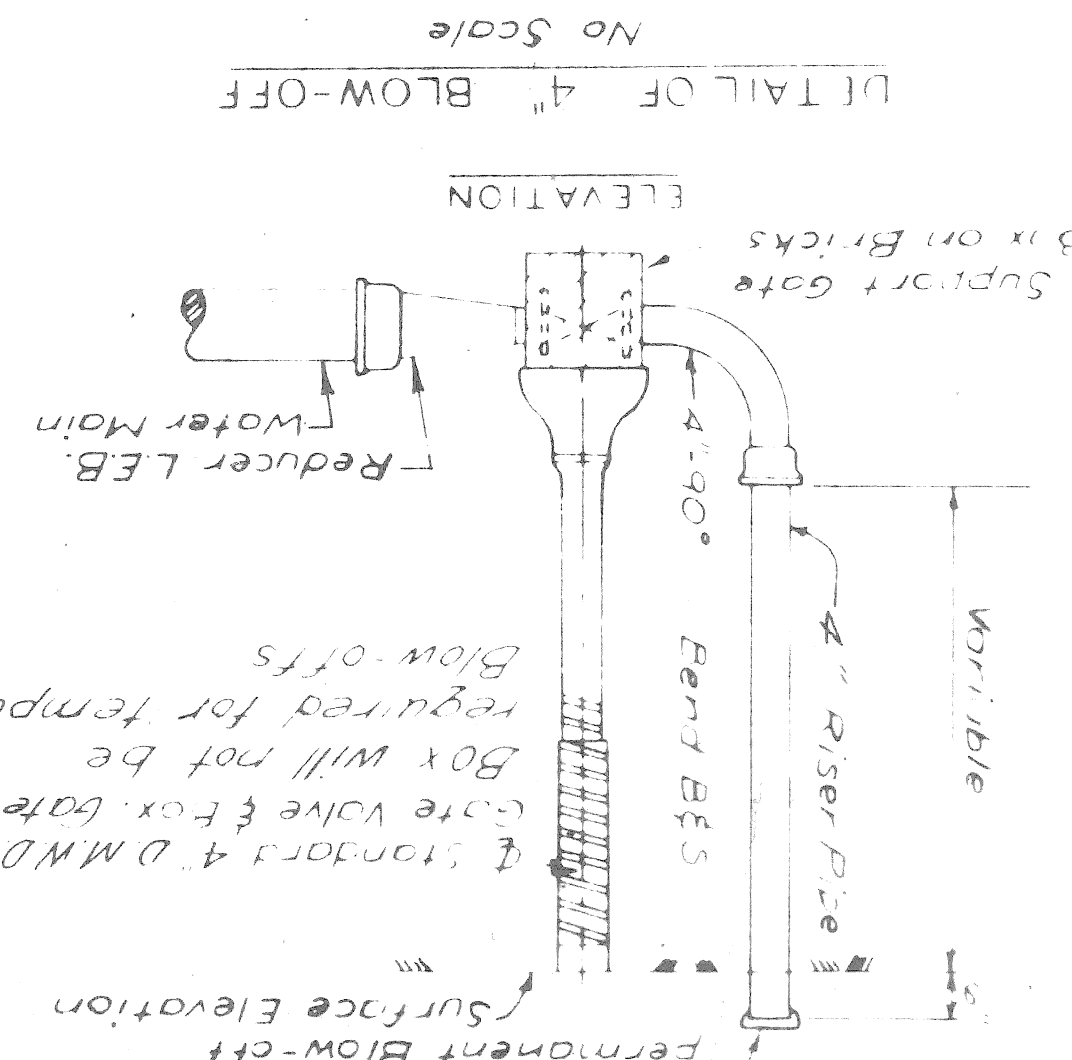 permanent Blow-off
Surface Elevation
6"
℄ Standard 4" D.M.W.D.
Gate Valve & Box. Gate
Box will not be
required for
Blow-offs
Variable
4" Riser Pipe
4"-90° Bend B&S
Reducer L.E.B.
Water Main
Support Gate
on Bricks
ELEVATION
DETAIL OF 4" BLOW-OFF
No Scale